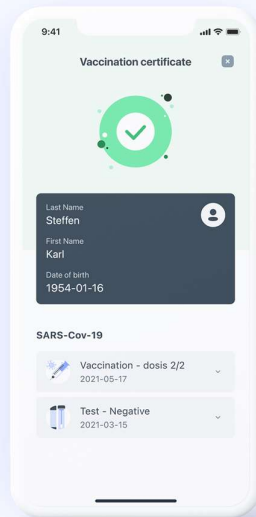 9:41
Vaccination certificate
Last Name
Steffen
First Name
Karl
Date of birth
1954-01-16
SARS-Cov-19
Vaccination - dosis 2/2
2021-05-17
Test - Negative
2021-03-15